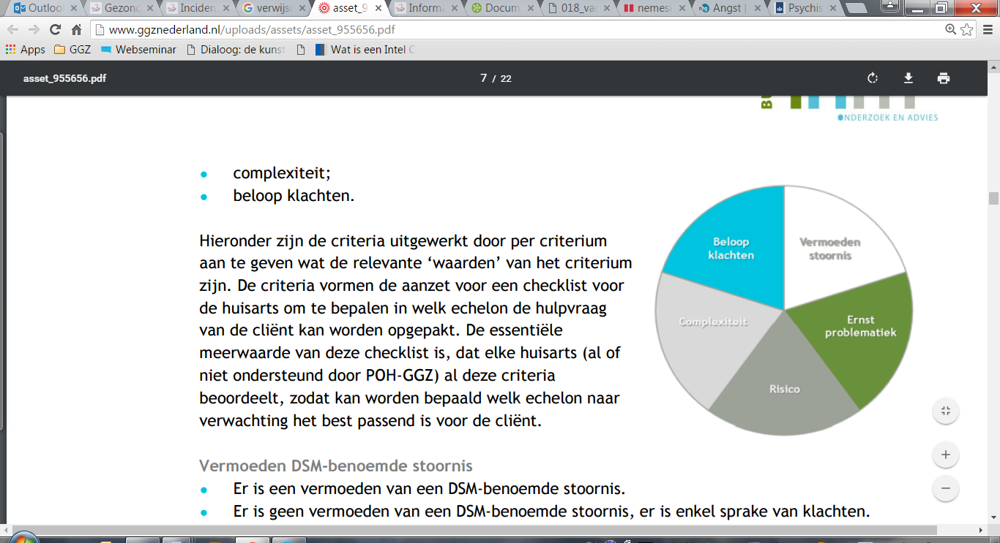 Outlool
Gezond
Inciden
verwijsc
asset_9
Informa
Docum
018_var
nemesi
Angst |
Psychis
www.ggznederland.nl/uploads/assets/asset_955656.pdf
Apps
GGZ
Webseminar
Dialoog: de kunst
Wat is een Intel C
asset_955656.pdf
7 / 22
ONDERZOEK EN ADVIES
complexiteit;
beloop klachten.
Hieronder zijn de criteria uitgewerkt door per criterium
aan te geven wat de relevante ‘waarden’ van het criterium
zijn. De criteria vormen de aanzet voor een checklist voor
de huisarts om te bepalen in welk echelon de hulpvraag
van de cliënt kan worden opgepakt. De essentiële
meerwaarde van deze checklist is, dat elke huisarts (al of
niet ondersteund door POH-GGZ) al deze criteria
beoordeelt, zodat kan worden bepaald welk echelon naar
verwachting het best passend is voor de cliënt.
Beloop
klachten
Vermoeden
stoornis
Complexiteit
Ernst
problematiek
Risico
Vermoeden DSM-benoemde stoornis
Er is een vermoeden van een DSM-benoemde stoornis.
Er is geen vermoeden van een DSM-benoemde stoornis, er is enkel sprake van klachten.